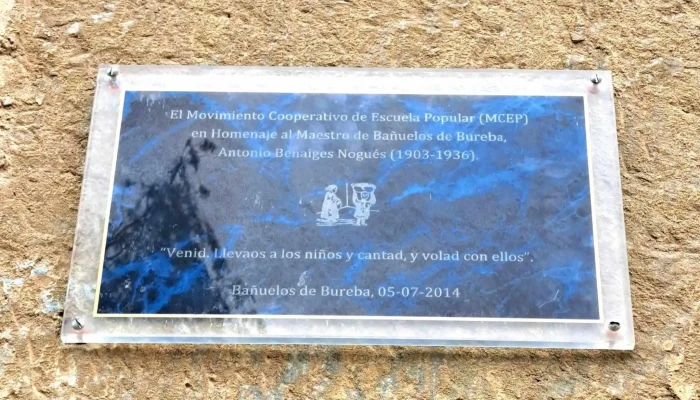 El Movimiento Cooperativo de Escuela Popular (MCEP)
en Homenaje al Maestro de Bañuelos de Bureba,
Antonio Benaiges Nogués (1903-1936).
“Venid. Llevaos a los niños y cantad, y volad con ellos”.
Bañuelos de Bureba, 05-07-2014